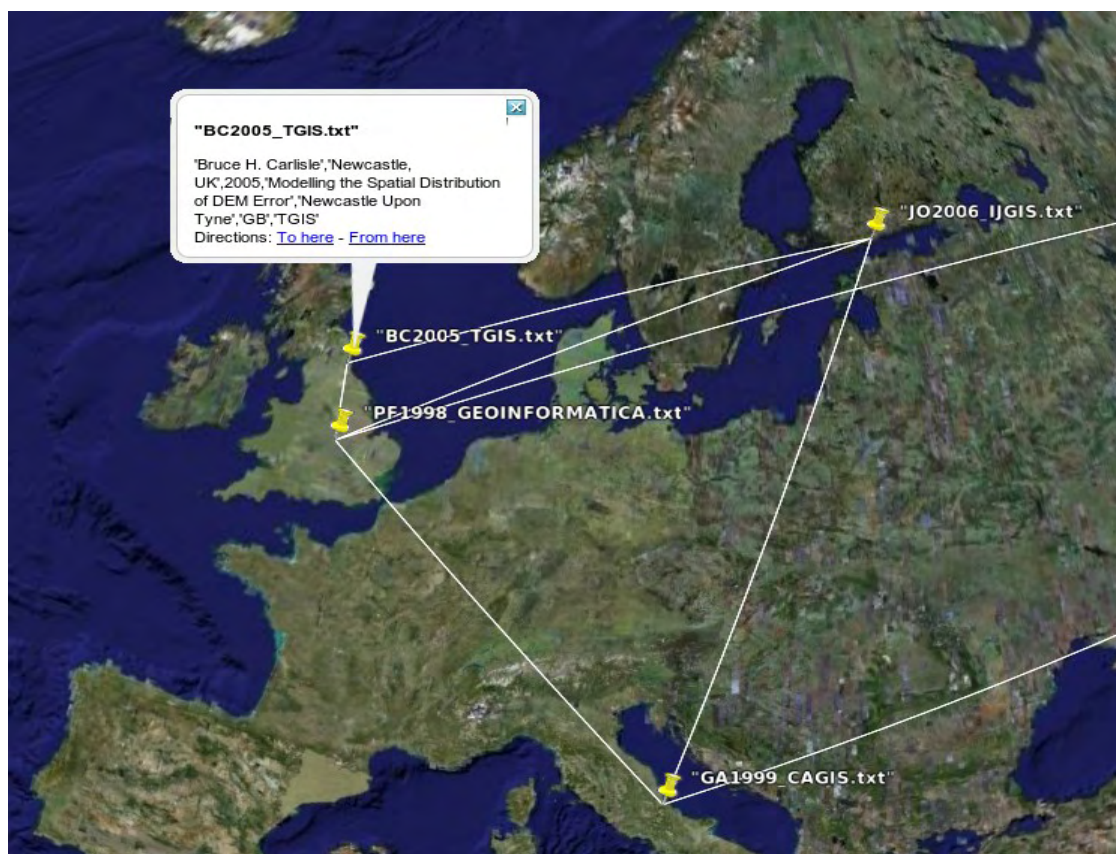 "BC2005_TGIS.txt"
'Bruce H. Carlisle','Newcastle,
UK',2005,'Modelling the Spatial Distribution
of DEM Error','Newcastle Upon
Tyne','GB','TGIS'
Directions: To here - From here
"JO2006_IJGIS.txt"
"BC2005_TGIS.txt"
"PF1998_GEOINFORMATICA.txt"
"GA1999_CAGIS.txt"